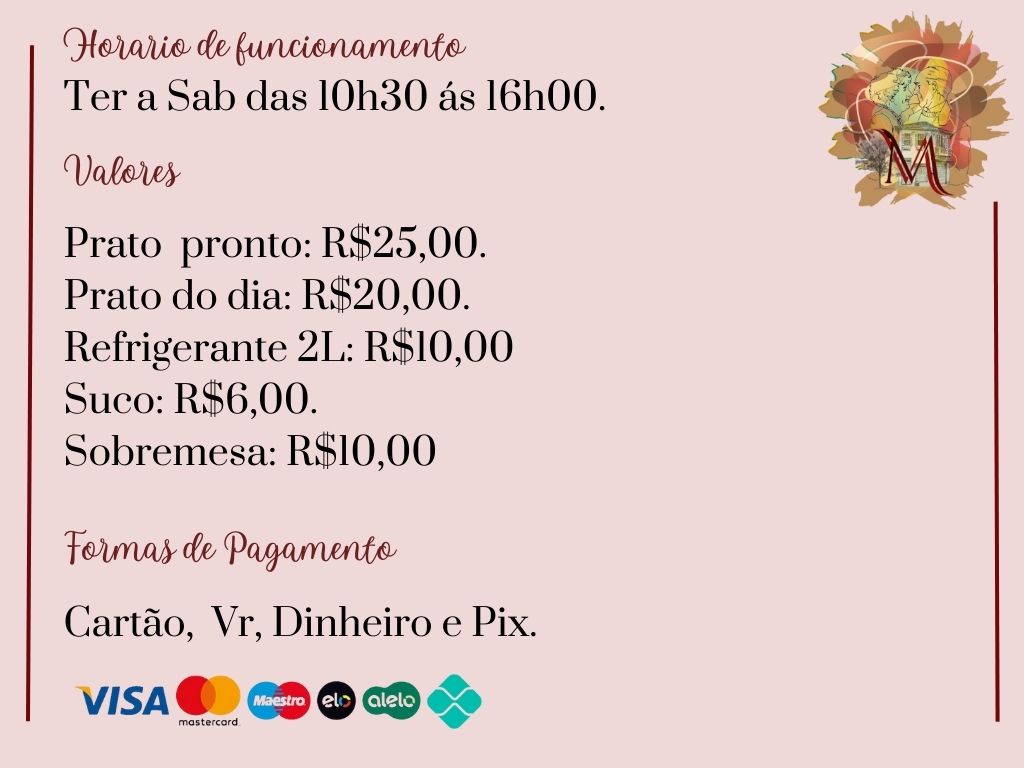 Horario de funcionamento
Ter a Sab das 10h30 ás 16h00.
Valores
Prato pronto: R$25,00.
Prato do dia: R$20,00.
Refrigerante 2L: R$10,00
Suco: R$6,00.
Sobremesa: R$10,00
Formas de Pagamento
Cartão, Vr, Dinheiro e Pix.
VISA mastercard. Maestro elo alelo
M